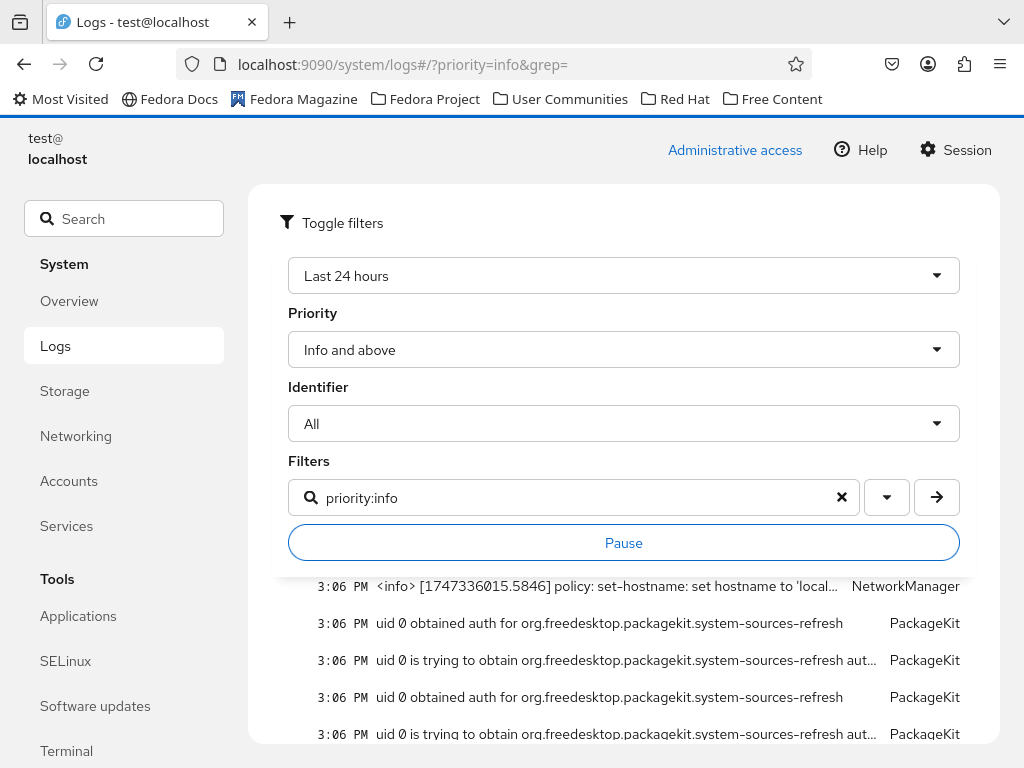 Logs - test@localhost
localhost:9090/system/logs#/?priority=info&grep=
Most Visited Fedora Docs Fedora Magazine Fedora Project User Communities Red Hat Free Content
test@
localhost
Administrative access Help Session
Search
System
Overview
Logs
Storage
Networking
Accounts
Services
Tools
Applications
SELinux
Software updates
Terminal
Toggle filters
Last 24 hours
Priority
Info and above
Identifier
All
Filters
priority:info
Pause
3:06 PM <info> [1747336015.5846] policy: set-hostname: set hostname to 'local... NetworkManager
3:06 PM uid 0 obtained auth for org.freedesktop.packagekit.system-sources-refresh PackageKit
3:06 PM uid 0 is trying to obtain org.freedesktop.packagekit.system-sources-refresh aut... PackageKit
3:06 PM uid 0 obtained auth for org.freedesktop.packagekit.system-sources-refresh PackageKit
3:06 PM uid 0 is trying to obtain org.freedesktop.packagekit.system-sources-refresh aut... PackageKit